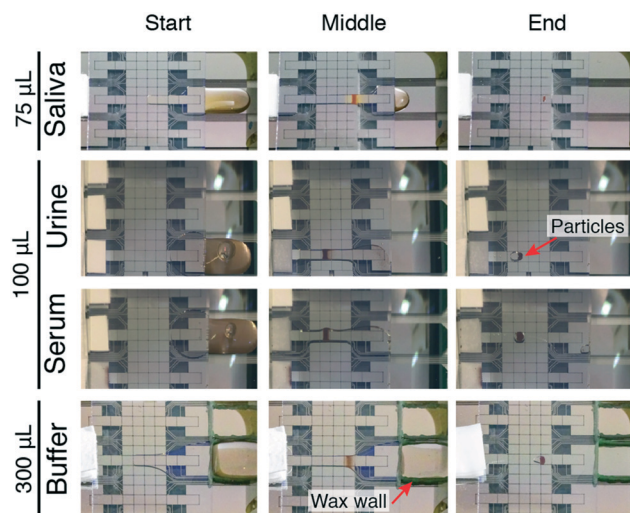 Start Middle End
75 µL
Saliva
100 µL
Urine
Particles
Serum
300 µL
Buffer
Wax wall